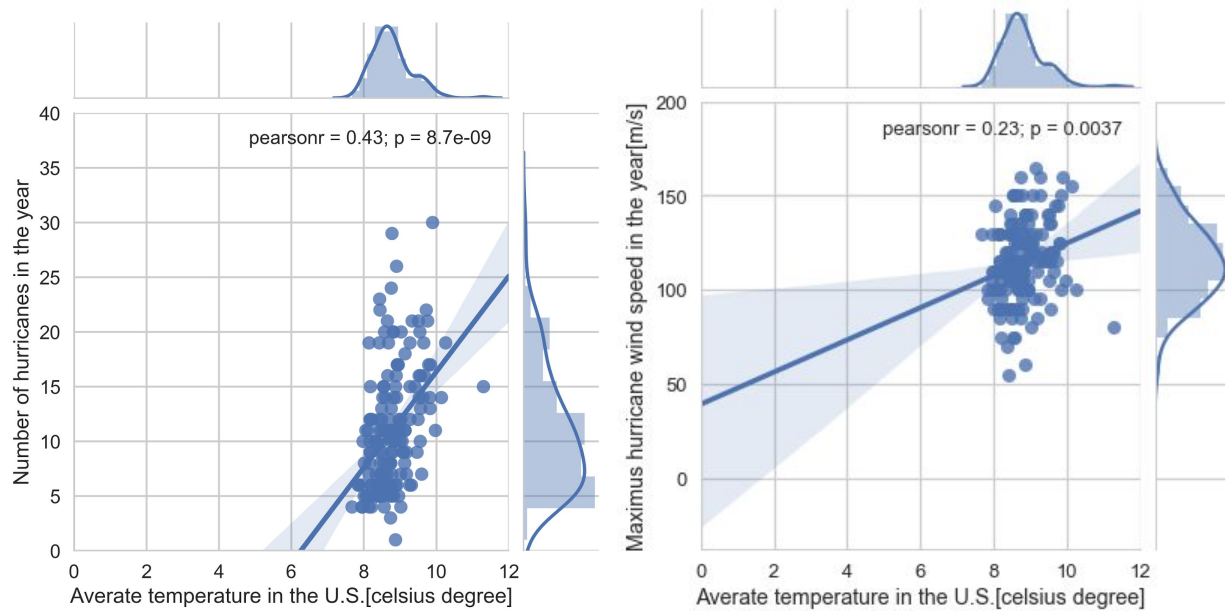 pearsonr = 0.43; p = 8.7e-09
Number of hurricanes in the year
40
35
30
25
20
15
10
5
0
0 2 4 6 8 10 12
Averate temperature in the U.S.[celsius degree]
pearsonr = 0.23; p = 0.0037
Maximus hurricane wind speed in the year[m/s]
200
150
100
50
0
0 2 4 6 8 10 12
Averate temperature in the U.S.[celsius degree]